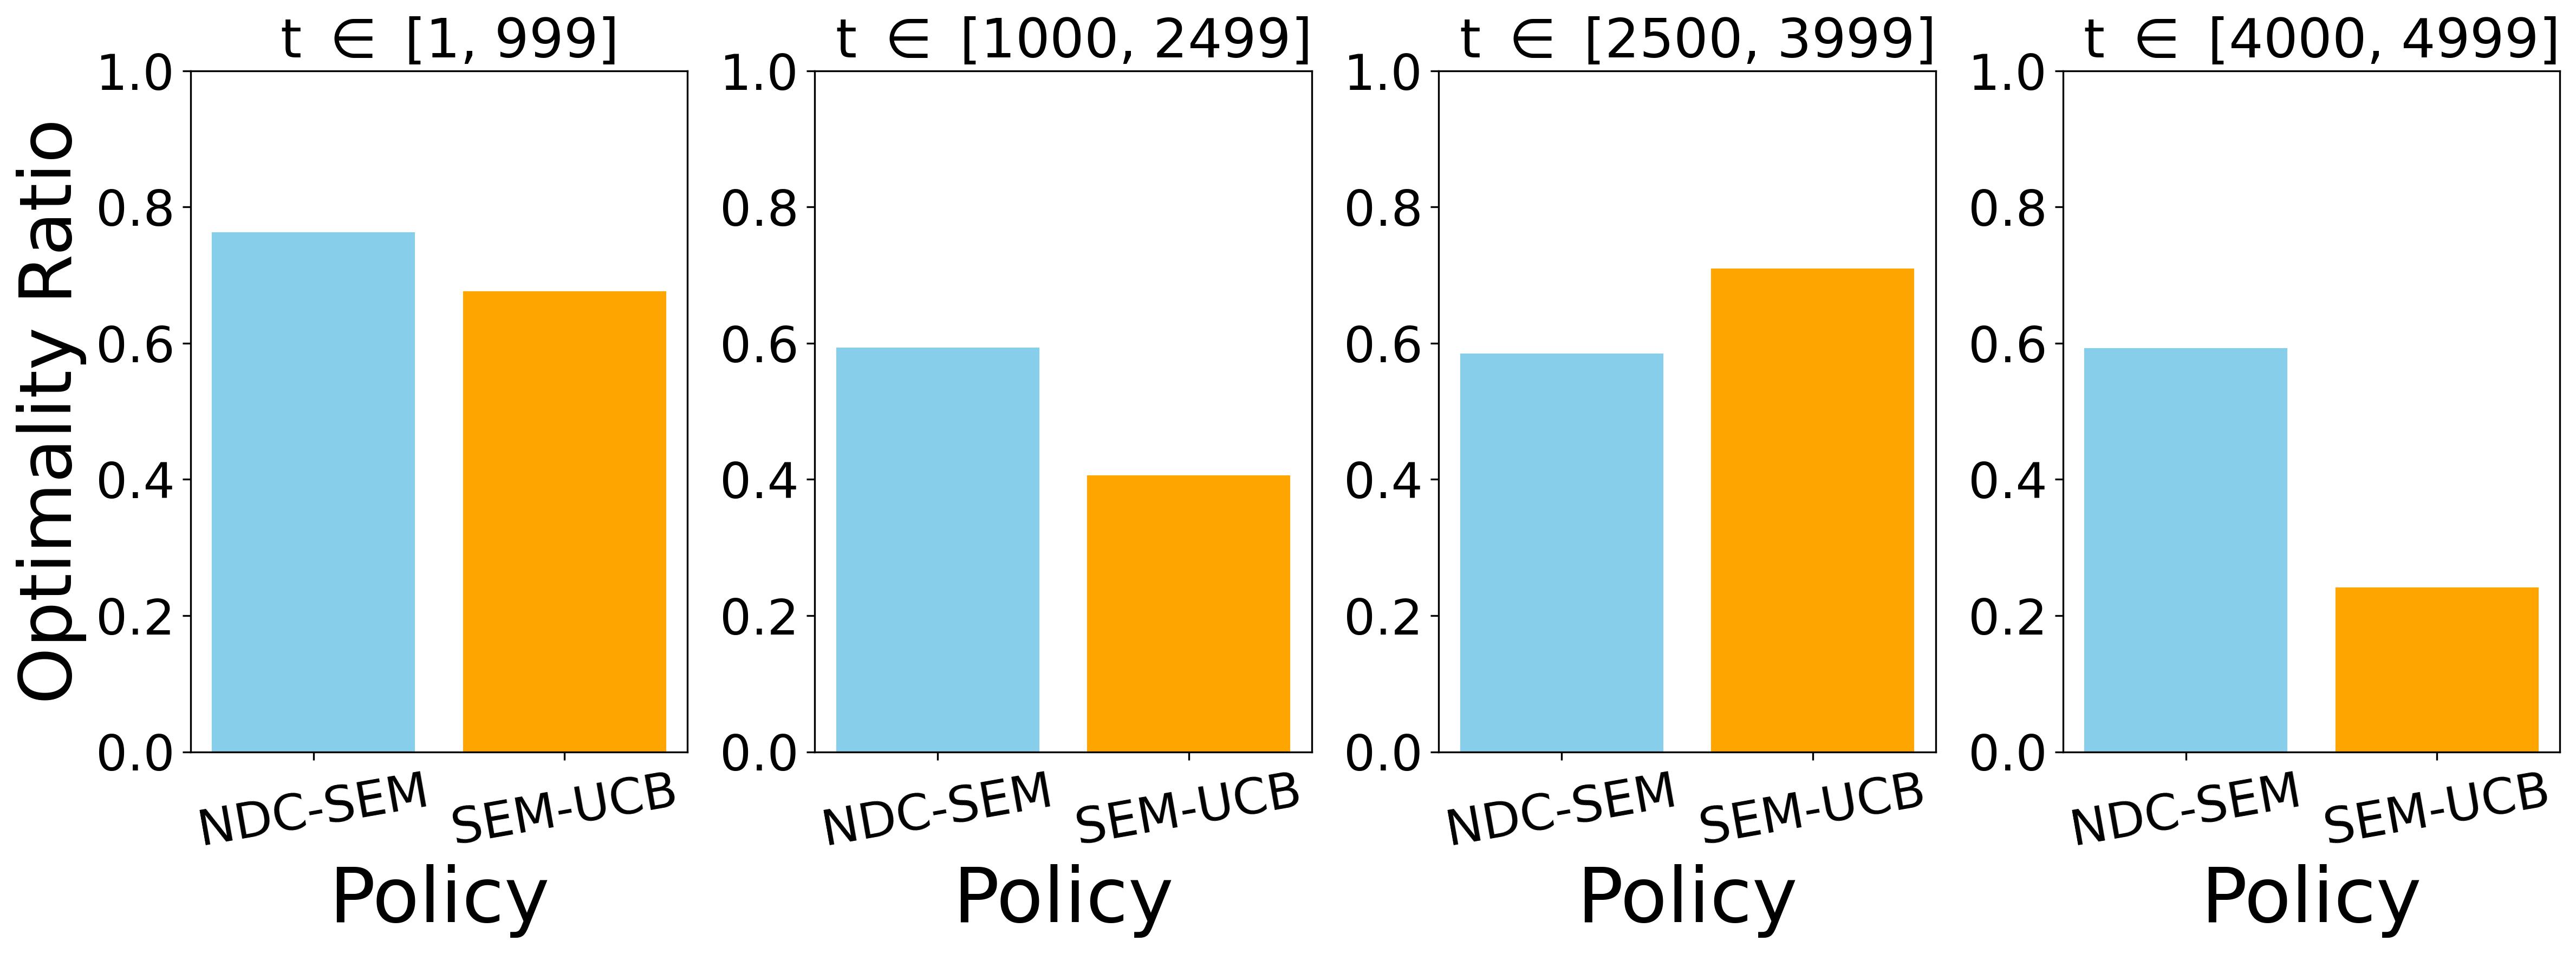 t ∈ [1, 999]
t ∈ [1000, 2499]
t ∈ [2500, 3999]
t ∈ [4000, 4999]
Optimality Ratio
1.0
0.8
0.6
0.4
0.2
0.0
NDC-SEM
SEM-UCB
Policy
1.0
0.8
0.6
0.4
0.2
0.0
NDC-SEM
SEM-UCB
Policy
1.0
0.8
0.6
0.4
0.2
0.0
NDC-SEM
SEM-UCB
Policy
1.0
0.8
0.6
0.4
0.2
0.0
NDC-SEM
SEM-UCB
Policy